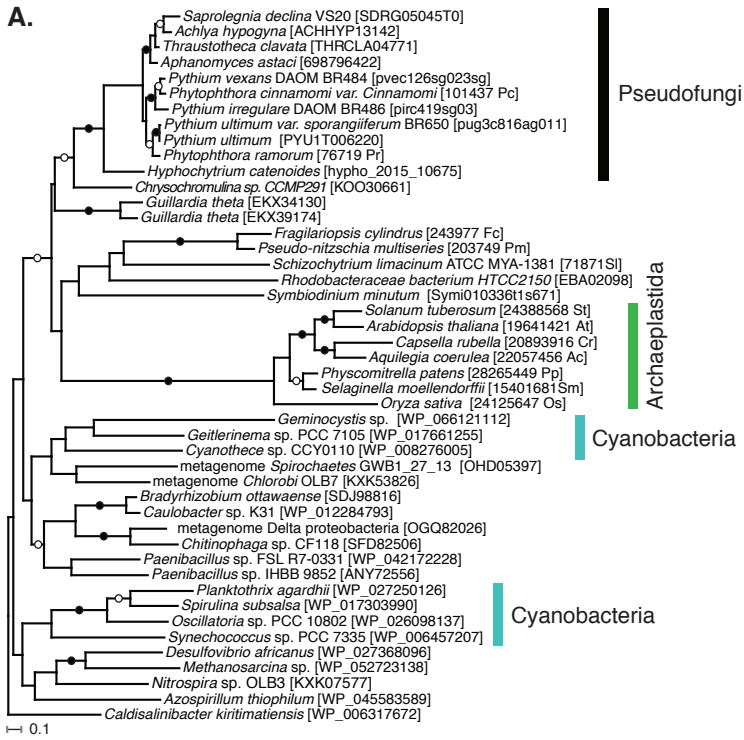 A.
Saprolegnia declina VS20 [SDRG05045T0]
Achlya hypogyna [ACHHYP13142]
Thraustotheca clavata [THRCLA04771]
Aphanomyces astaci [698796422]
Pythium vexans DAOM BR484 [pvec126sg023sg]
Phytophthora cinnamomi var. Cinnamomi [101437 Pc]
Pythium irregulare DAOM BR486 [pirc419sg03]
Pythium ultimum var. sporangiiferum BR650 [pug3c816ag011]
Pythium ultimum [PYU1T006220]
Phytophthora ramorum [76719 Pr]
Hyphochytrium catenoides [hypho_2015_10675]
Pseudofungi
Chrysochromulina sp. CCMP291 [KOO30661]
Guillardia theta [EKX34130]
Guillardia theta [EKX39174]
Fragilariopsis cylindrus [243977 Fc]
Pseudo-nitzschia multiseries [203749 Pm]
Schizochytrium limacinum ATCC MYA-1381 [71871Sl]
Rhodobacteraceae bacterium HTCC2150 [EBA02098]
Symbiodinium minutum [Symi010336t1s671]
Solanum tuberosum [24388568 St]
Arabidopsis thaliana [19641421 At]
Capsella rubella [20893916 Cr]
Aquilegia coerulea [22057456 Ac]
Physcomitrella patens [28265449 Pp]
Selaginella moellendorffii [15401681Sm]
Oryza sativa [24125647 Os]
Archaeplastida
Geminocystis sp. [WP_066121112]
Geitlerinema sp. PCC 7105 [WP_017661255]
Cyanothece sp. CCY0110 [WP_008276005]
Cyanobacteria
metagenome Spirochaetes GWB1_27_13 [OHD05397]
metagenome Chlorobi OLB7 [KXK53826]
Bradyrhizobium ottawaense [SDJ98816]
Caulobacter sp. K31 [WP_012284793]
metagenome Delta proteobacteria [OGQ82026]
Chitinophaga sp. CF118 [SFD82506]
Paenibacillus sp. FSL R7-0331 [WP_042172228]
Paenibacillus sp. IHBB 9852 [ANY72556]
Planktothrix agardhii [WP_027250126]
Spirulina subsalsa [WP_017303990]
Oscillatoria sp. PCC 10802 [WP_026098137]
Synechococcus sp. PCC 7335 [WP_006457207]
Cyanobacteria
Desulfovibrio africanus [WP_027368096]
Methanosarcina sp. [WP_052723138]
Nitrospira sp. OLB3 [KXK07577]
Azospirillum thiophilum [WP_045583589]
Caldisalinibacter kiritimatiensis [WP_006317672]
0.1